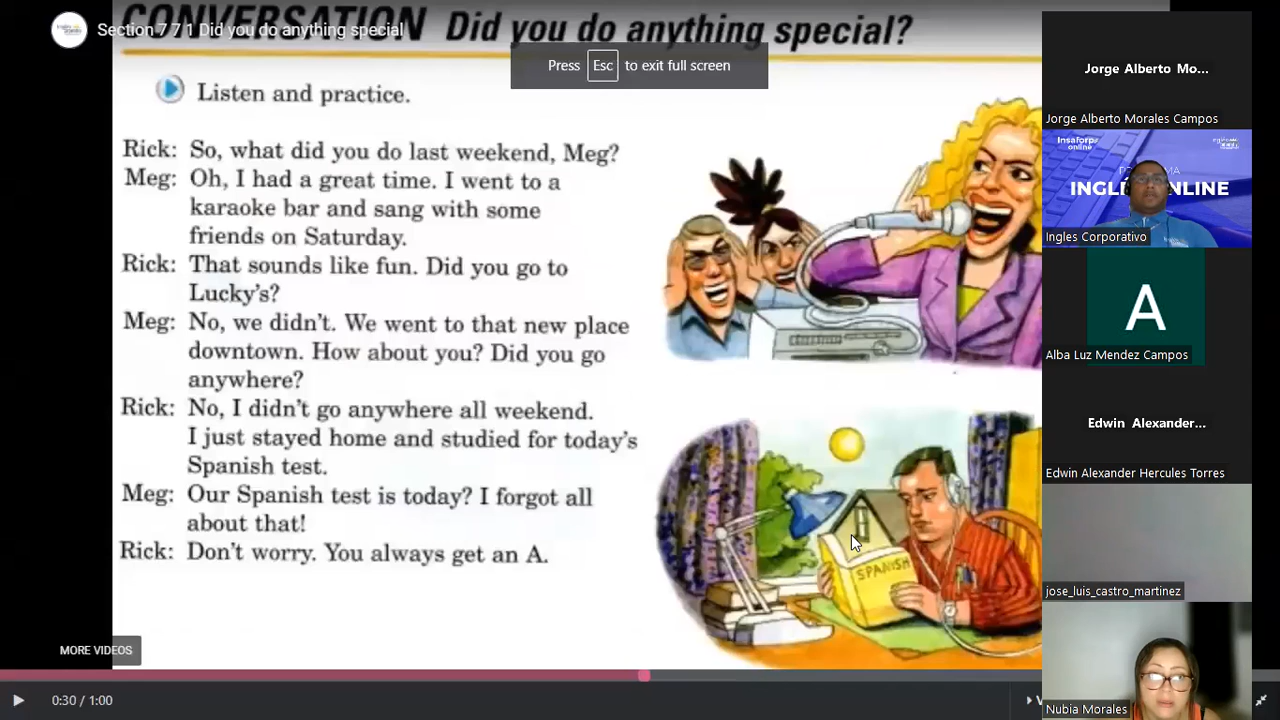 CONVERSATION Did you do anything special?
Section 7 7 1 Did you do anything special
Press Esc to exit full screen
Listen and practice.
Rick: So, what did you do last weekend, Meg?
Meg: Oh, I had a great time. I went to a
karaoke bar and sang with some
friends on Saturday.
Rick: That sounds like fun. Did you go to
Lucky's?
Meg: No, we didn't. We went to that new place
downtown. How about you? Did you go
anywhere?
Rick: No, I didn't go anywhere all weekend.
I just stayed home and studied for today's
Spanish test.
Meg: Our Spanish test is today? I forgot all
about that!
Rick: Don't worry. You always get an A.
SPANISH
MORE VIDEOS
0:30 / 1:00
Jorge Alberto Mo...
Jorge Alberto Morales Campos
Insaforp
online
Ingles Corporativo
A
Alba Luz Mendez Campos
Edwin Alexander...
Edwin Alexander Hercules Torres
jose_luis_castro_martinez
Nubia Morales